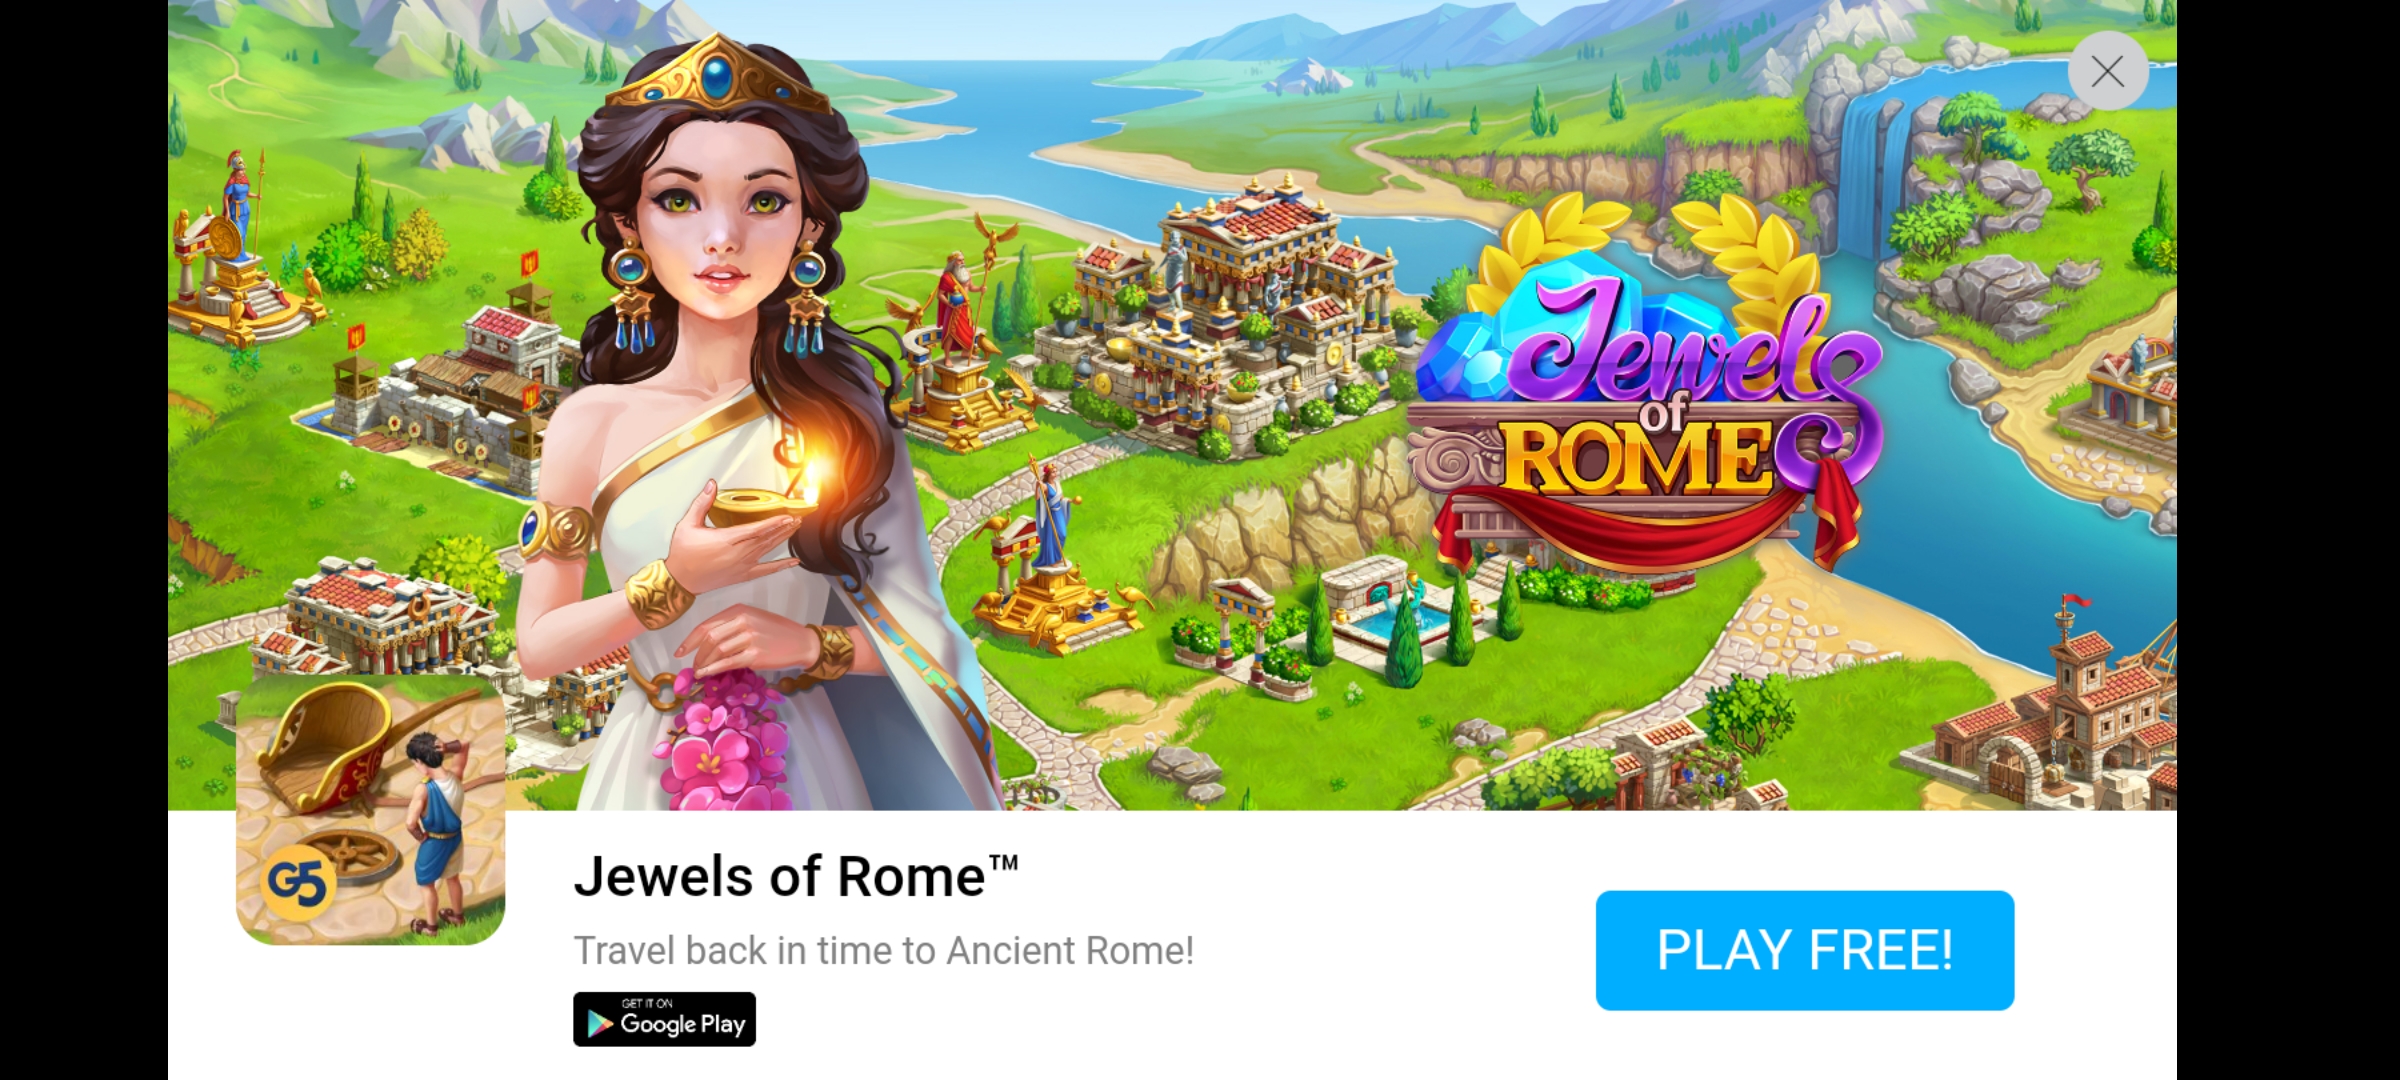 Jewels
of
ROME
G5
Jewels of Rome™
Travel back in time to Ancient Rome!
GET IT ON
Google Play
PLAY FREE!